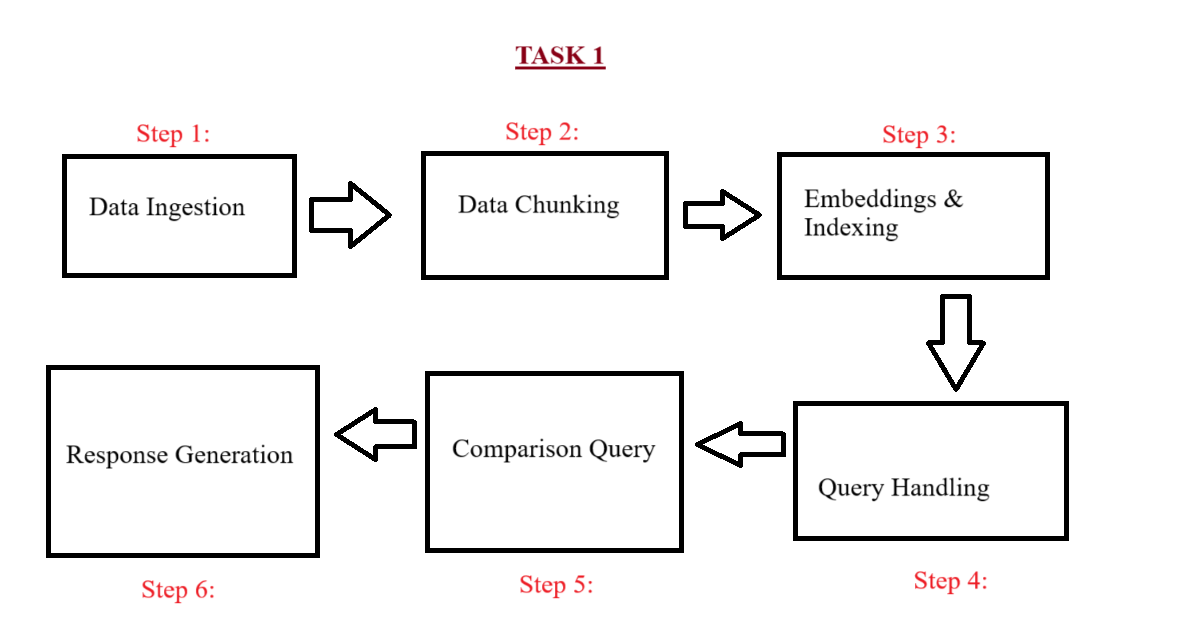 TASK 1
Step 1:
Data Ingestion
Step 2:
Data Chunking
Step 3:
Embeddings &
Indexing
Query Handling
Step 4:
Comparison Query
Step 5:
Response Generation
Step 6: